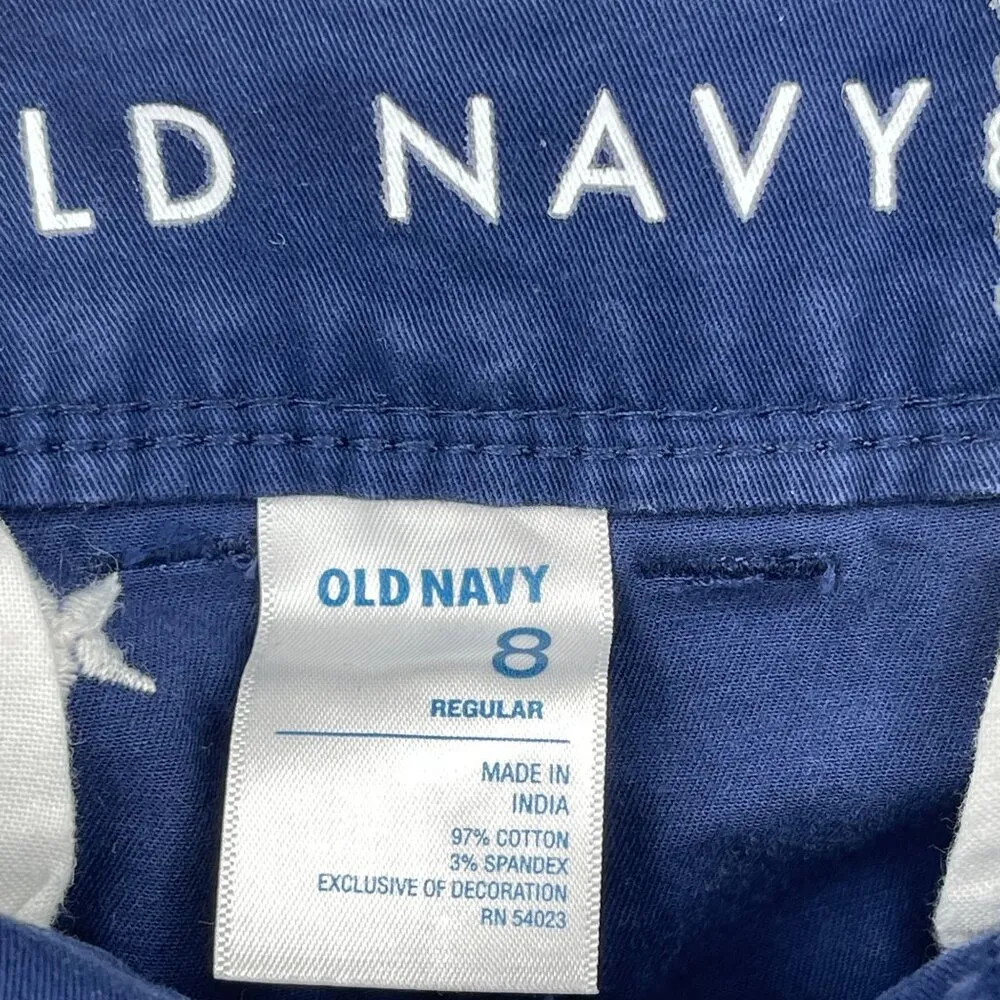 LD NAVY
OLD NAVY
8
REGULAR
MADE IN
INDIA
97% COTTON
3% SPANDEX
EXCLUSIVE OF DECORATION
RN 54023